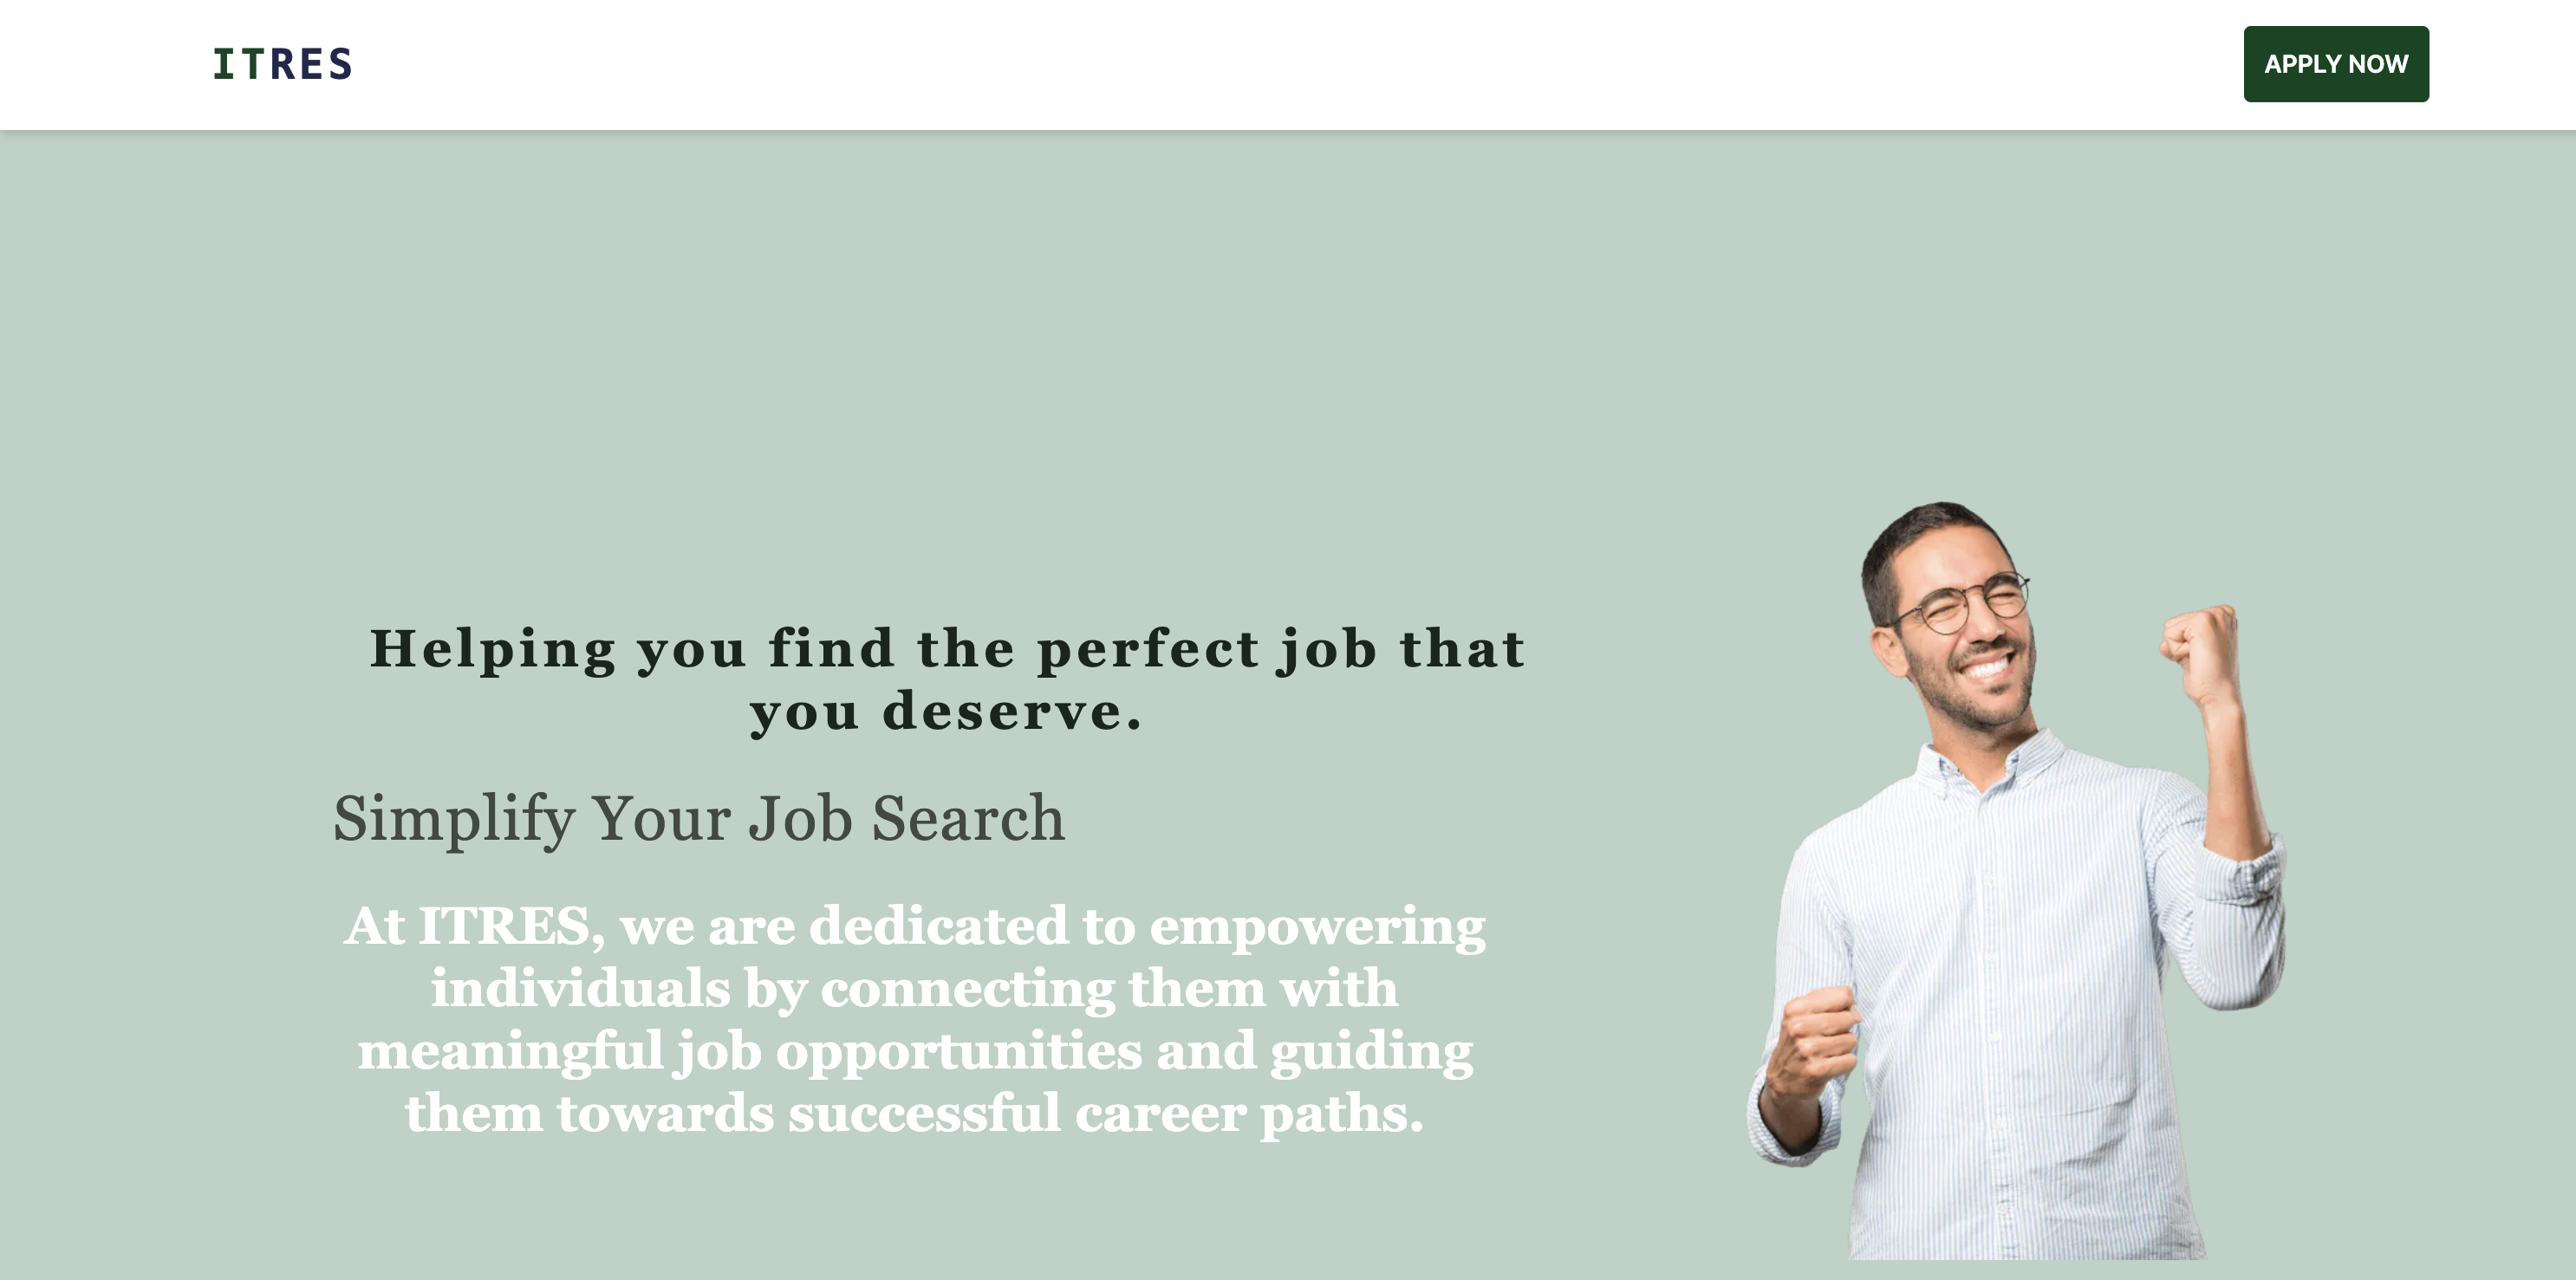 ITRES
APPLY NOW
Helping you find the perfect job that
you deserve.
Simplify Your Job Search
At ITRES, we are dedicated to empowering
individuals by connecting them with
meaningful job opportunities and guiding
them towards successful career paths.